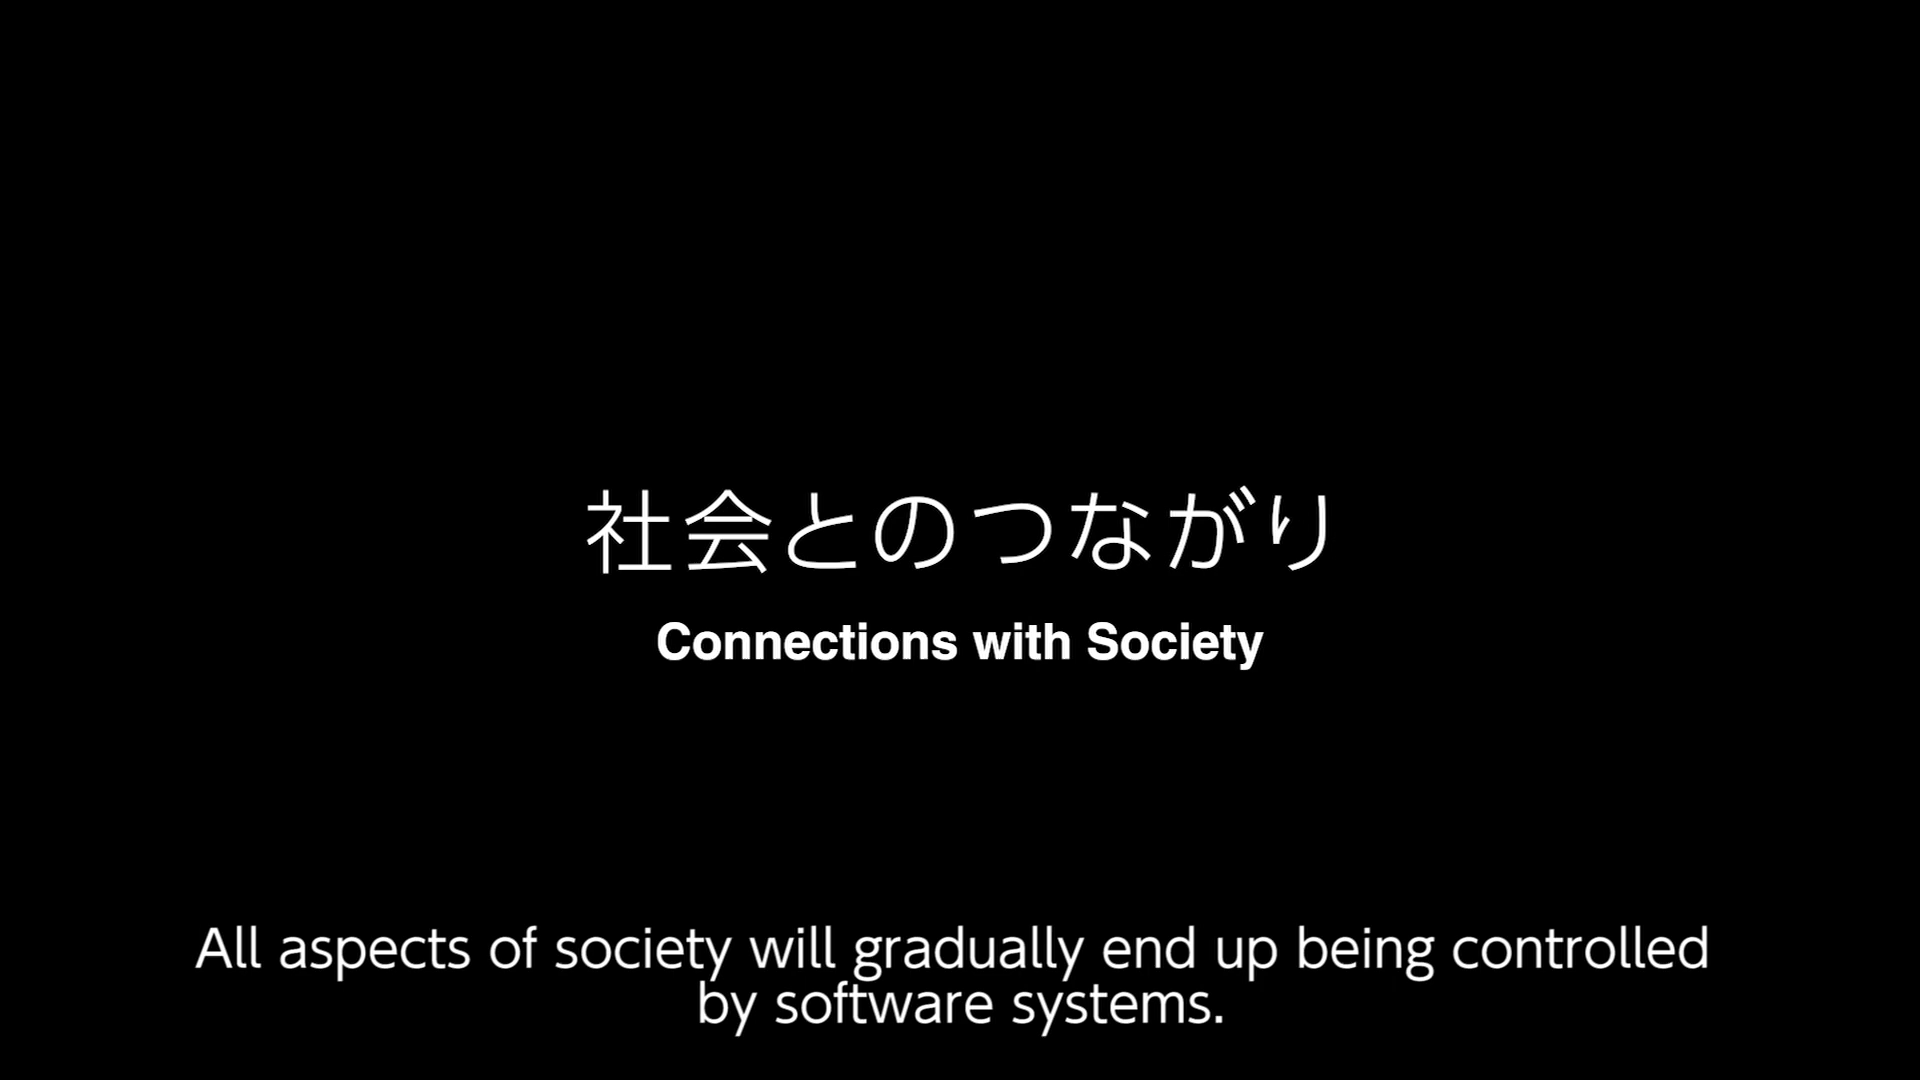 社会とのつながり
Connections with Society
All aspects of society will gradually end up being controlled
by software systems.